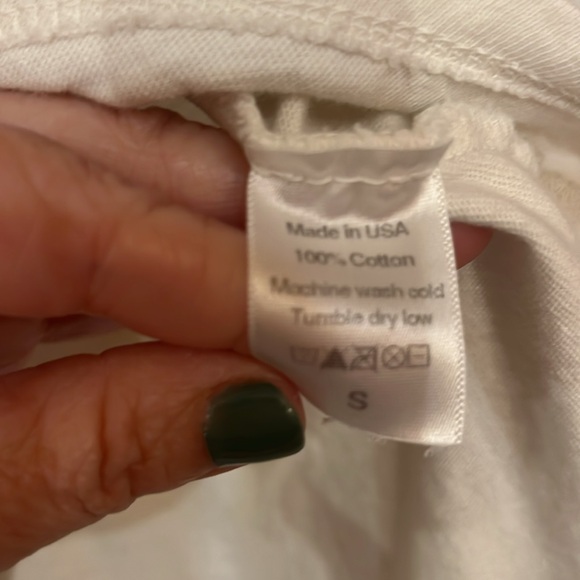 Made in USA
100% Cotton
Machine wash cold
Tumble dry low
S